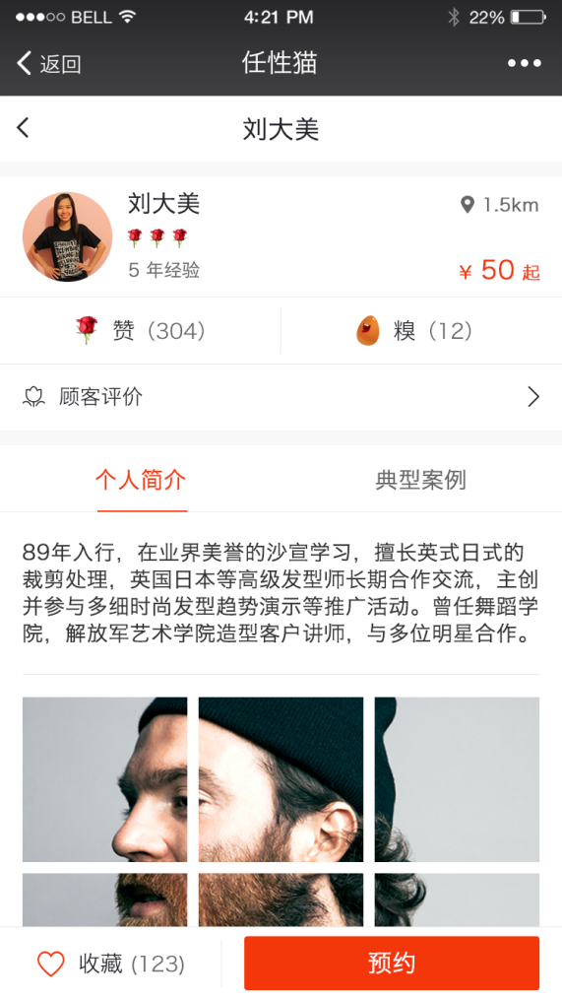 BELL 4:21 PM 22%
返回 任性猫
刘大美
刘大美
1.5km
5 年经验
¥ 50 起
赞（304）
糗（12）
顾客评价
个人简介 典型案例
89年入行，在业界美誉的沙宣学习，擅长英式日式的
裁剪处理，英国日本等高级发型师长期合作交流，主创
并参与多细时尚发型趋势演示等推广活动。曾任舞蹈学
院，解放军艺术学院造型客户讲师，与多位明星合作。
收藏 (123)
预约